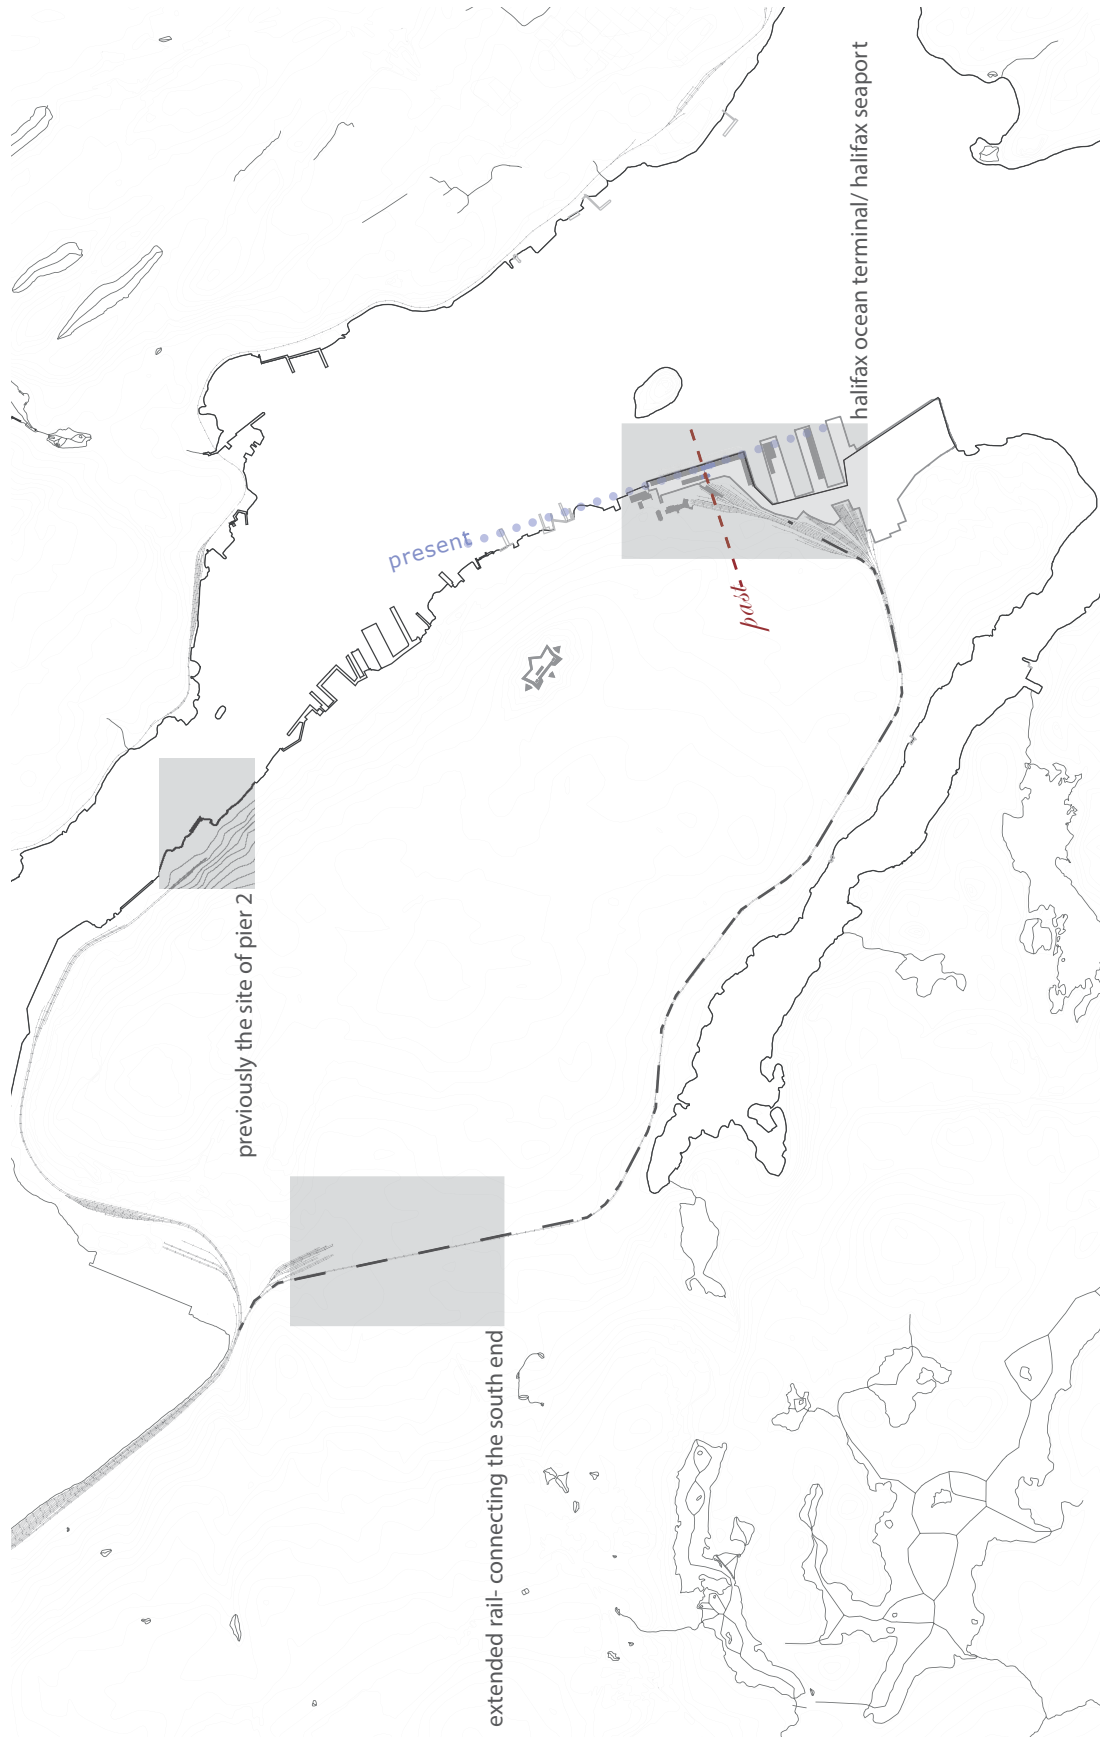 halifax ocean terminal/ halifax seaport
present
past
previously the site of pier 2
extended rail- connecting the south end